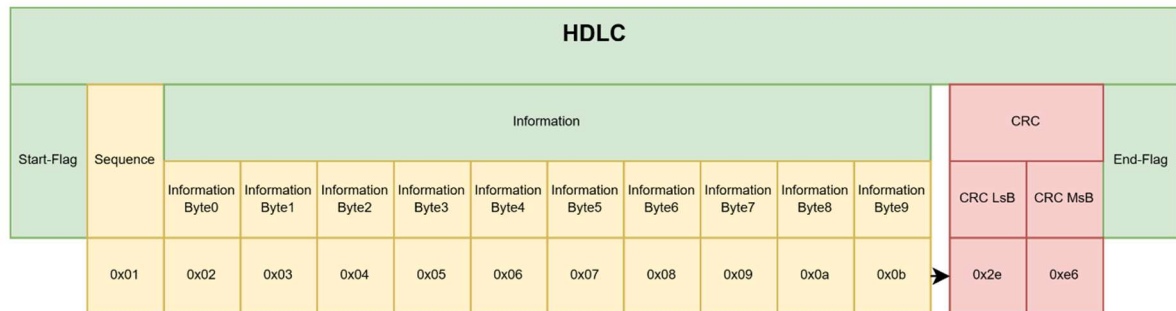 HDLC
Start-Flag
Sequence
Information
CRC
End-Flag
Information
Byte0
Information
Byte1
Information
Byte2
Information
Byte3
Information
Byte4
Information
Byte5
Information
Byte6
Information
Byte7
Information
Byte8
Information
Byte9
CRC LsB
CRC MsB
0x01
0x02
0x03
0x04
0x05
0x06
0x07
0x08
0x09
0x0a
0x0b
0x2e
0xe6